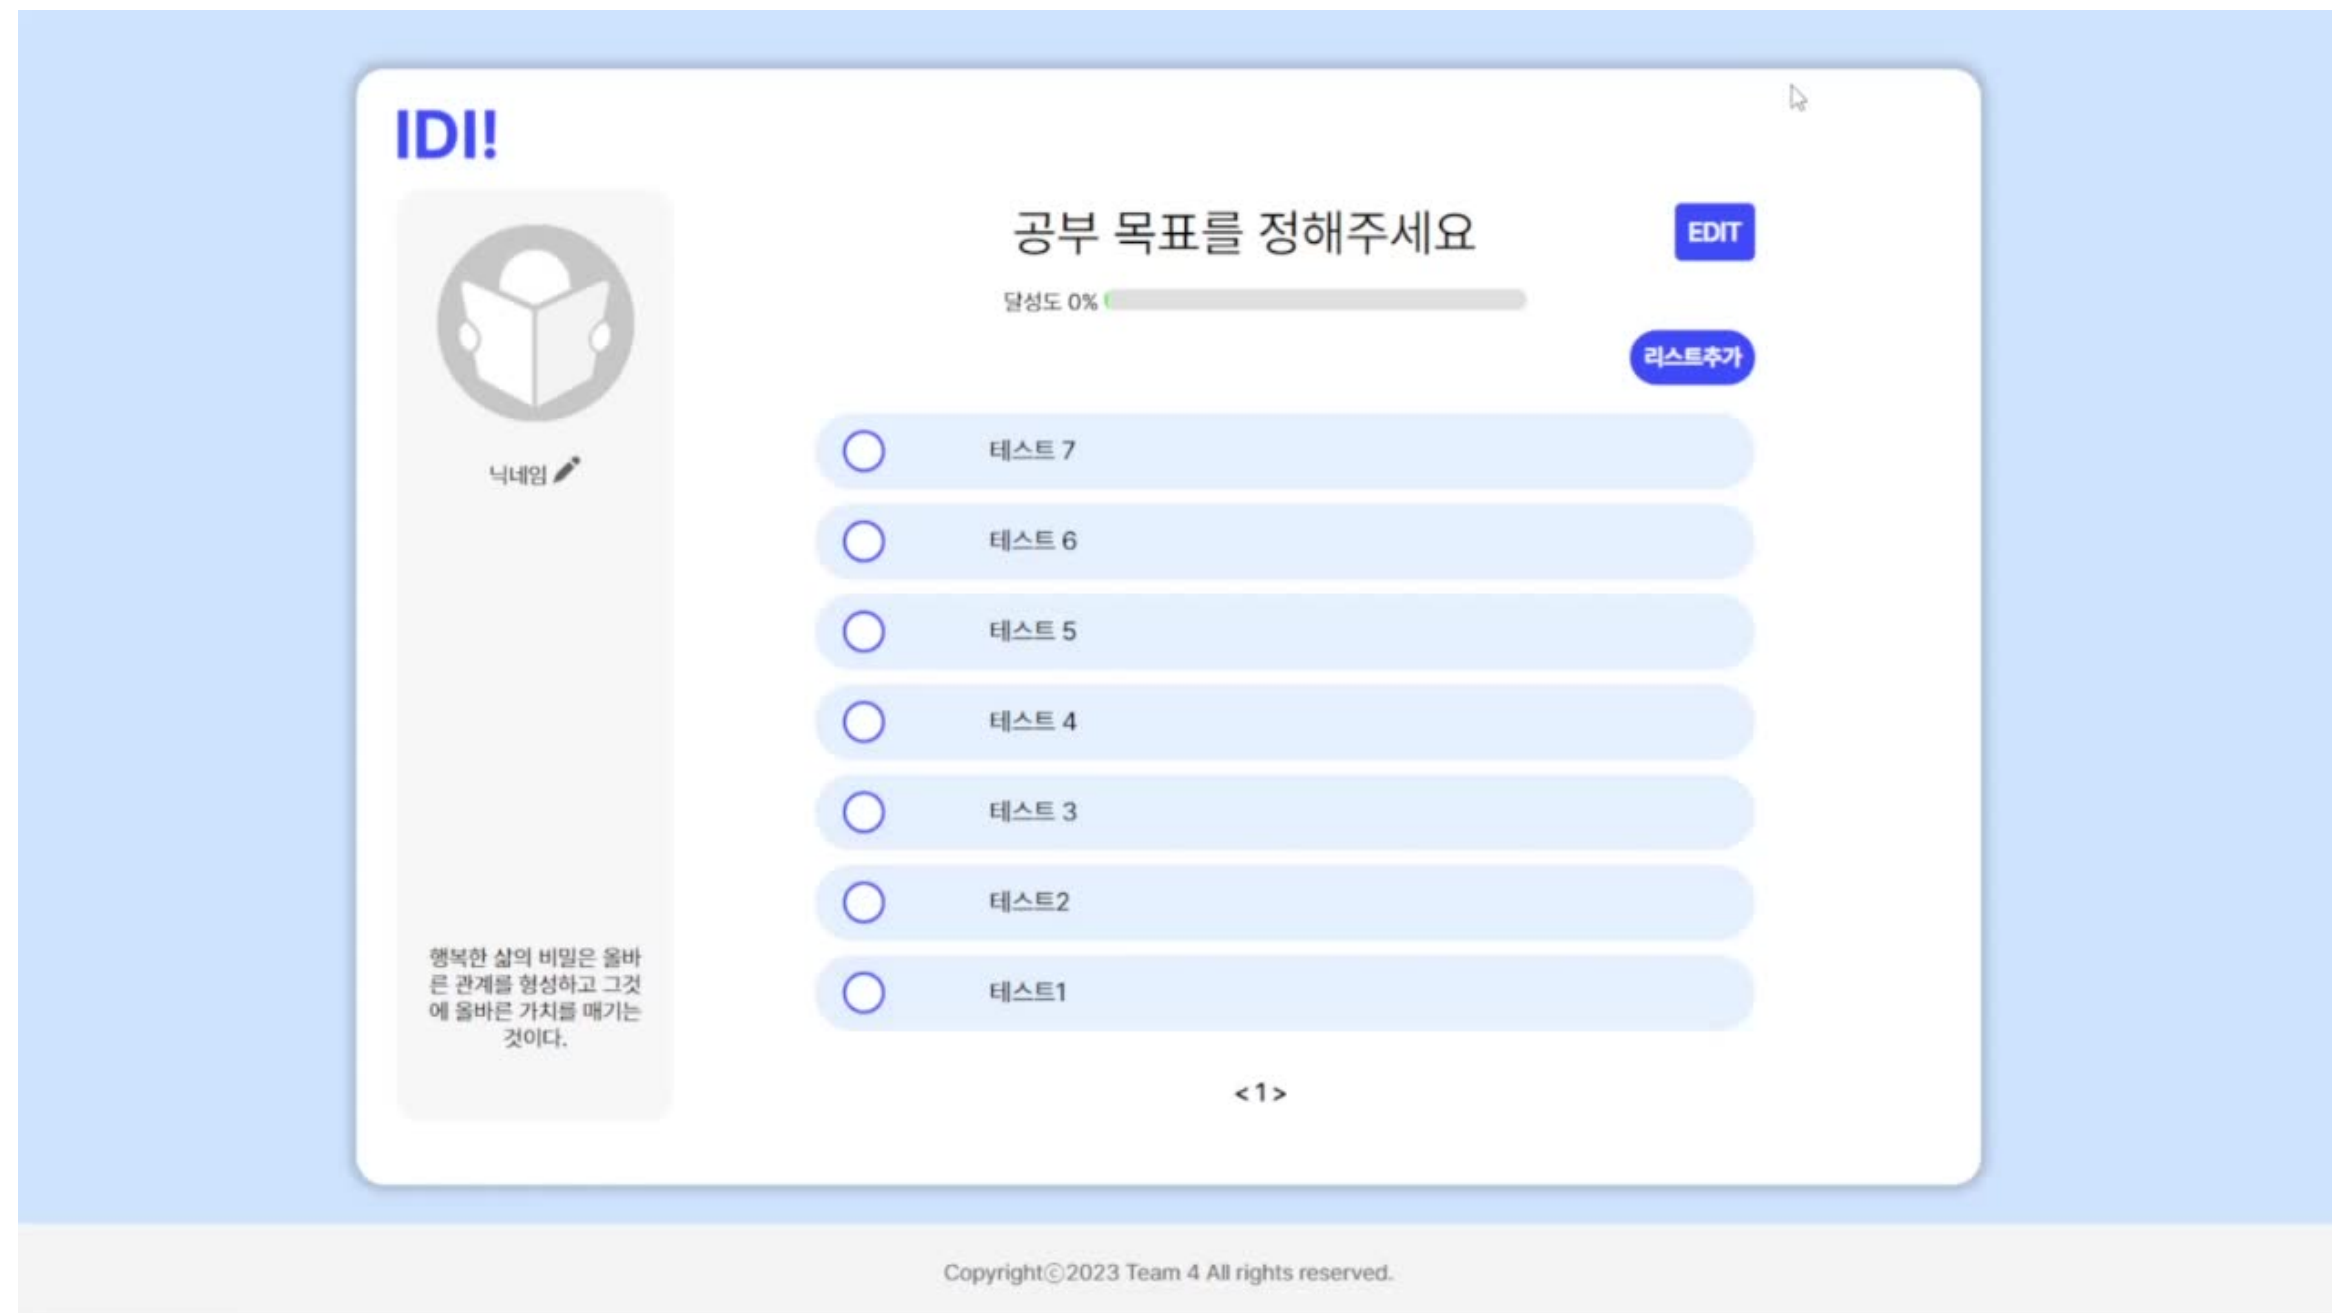 IDI!
닉네임
행복한 삶의 비밀은 올바
른 관계를 형성하고 그것
에 올바른 가치를 매기는
것이다.
공부 목표를 정해주세요
EDIT
달성도 0%
리스트추가
테스트 7
테스트 6
테스트 5
테스트 4
테스트 3
테스트2
테스트1
< 1 >
Copyrightⓒ2023 Team 4 All rights reserved.